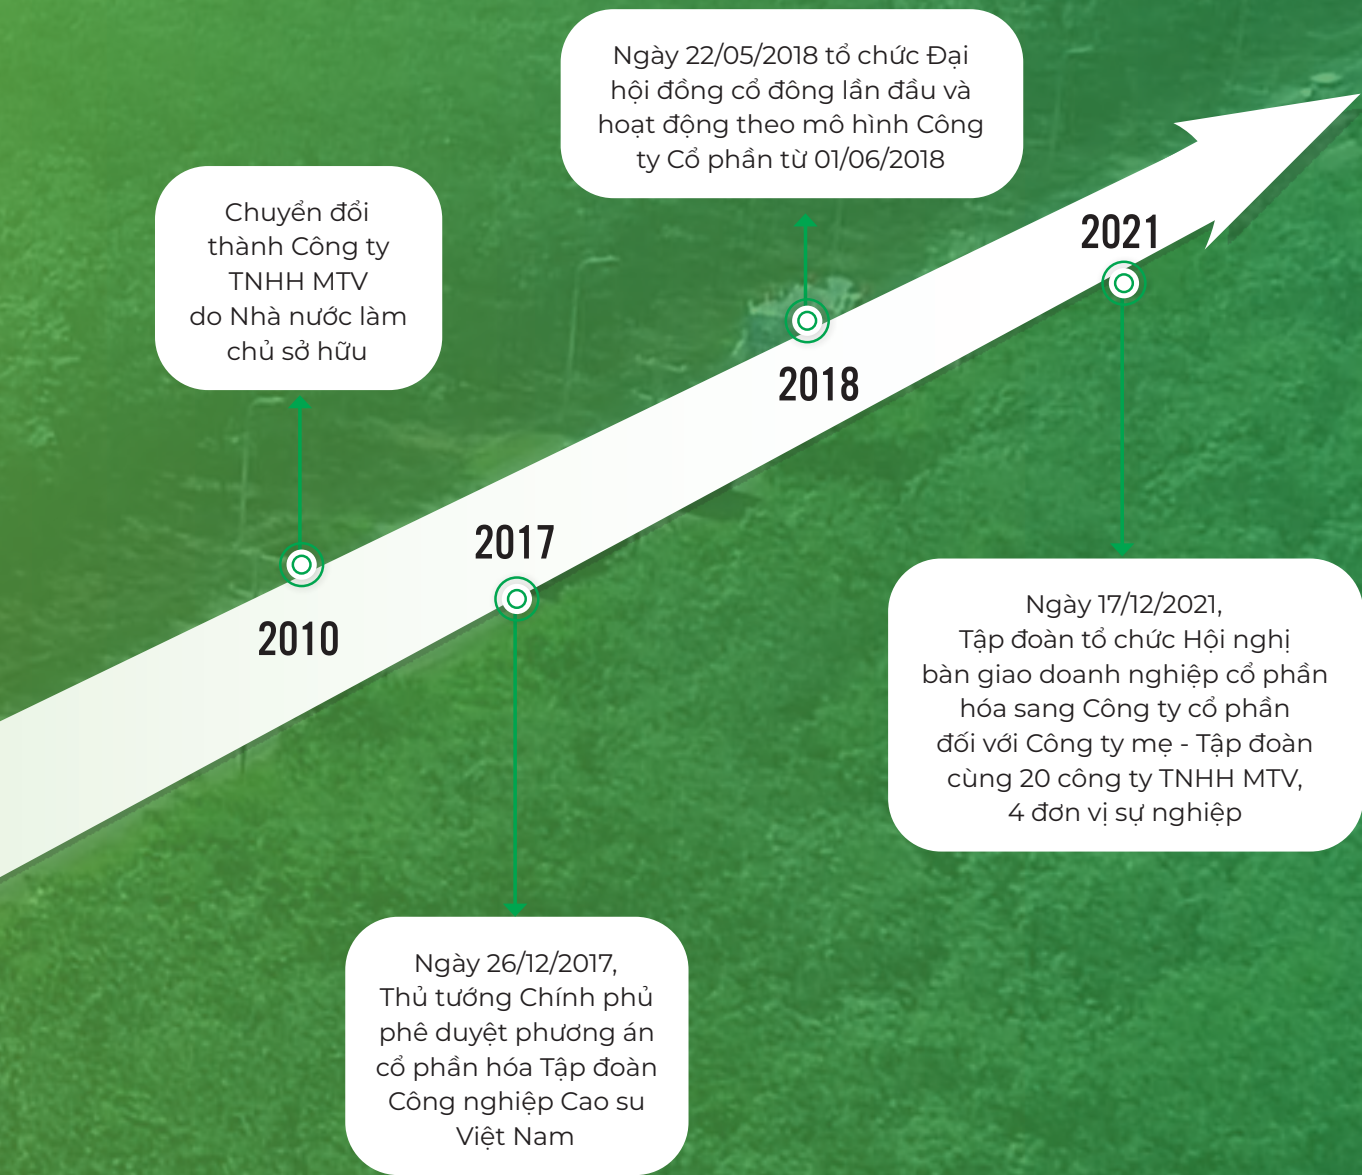 Chuyển đổi
thành Công ty
TNHH MTV
do Nhà nước làm
chủ sở hữu
2010
2017
Ngày 26/12/2017,
Thủ tướng Chính phủ
phê duyệt phương án
cổ phần hóa Tập đoàn
Công nghiệp Cao su
Việt Nam
Ngày 22/05/2018 tổ chức Đại
hội đồng cổ đông lần đầu và
hoạt động theo mô hình Công
ty Cổ phần từ 01/06/2018
2018
2021
Ngày 17/12/2021,
Tập đoàn tổ chức Hội nghị
bàn giao doanh nghiệp cổ phần
hóa sang Công ty cổ phần
đối với Công ty mẹ - Tập đoàn
cùng 20 công ty TNHH MTV,
4 đơn vị sự nghiệp